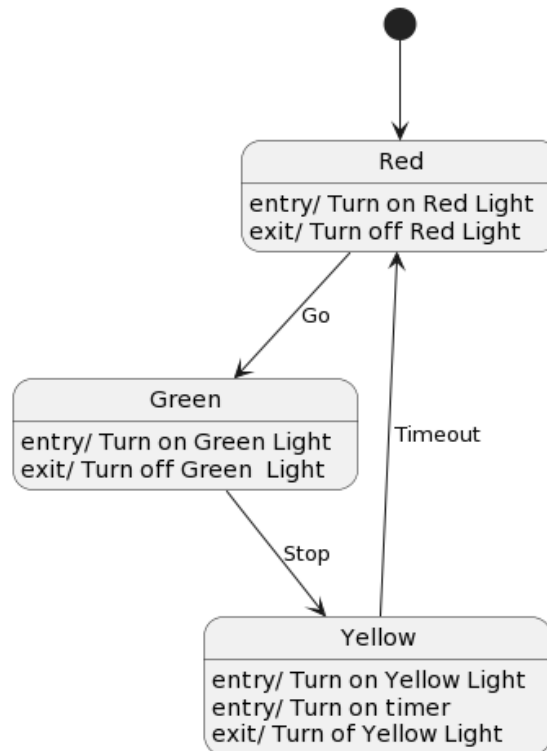 Red
entry/ Turn on Red Light
exit/ Turn off Red Light
Go
Green
entry/ Turn on Green Light
exit/ Turn off Green  Light
Timeout
Stop
Yellow
entry/ Turn on Yellow Light
entry/ Turn on timer
exit/ Turn of Yellow Light